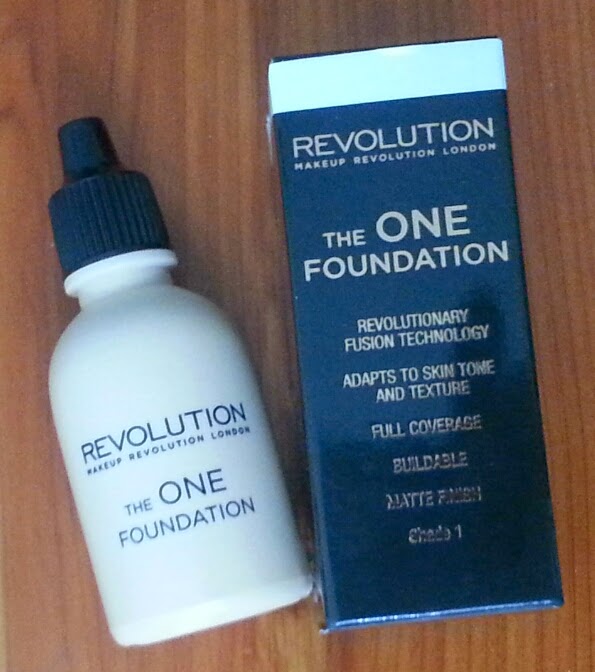 REVOLUTION
MAKEUP REVOLUTION LONDON
THE ONE
FOUNDATION
REVOLUTION
MAKEUP REVOLUTION LONDON
THE ONE
FOUNDATION
REVOLUTIONARY
FUSION TECHNOLOGY
ADAPTS TO SKIN TONE
AND TEXTURE
FULL COVERAGE
BUILDABLE
MATTE FINISH
Shade 1